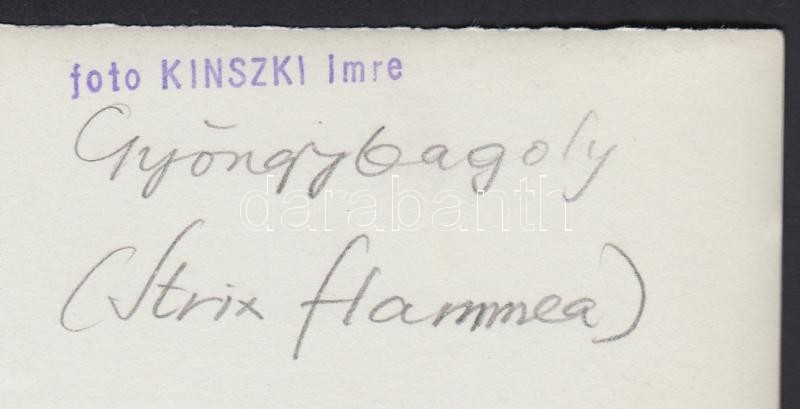 foto KINSZKI Imre
Gyöngybagoly
darabanth
(Strix flammea)